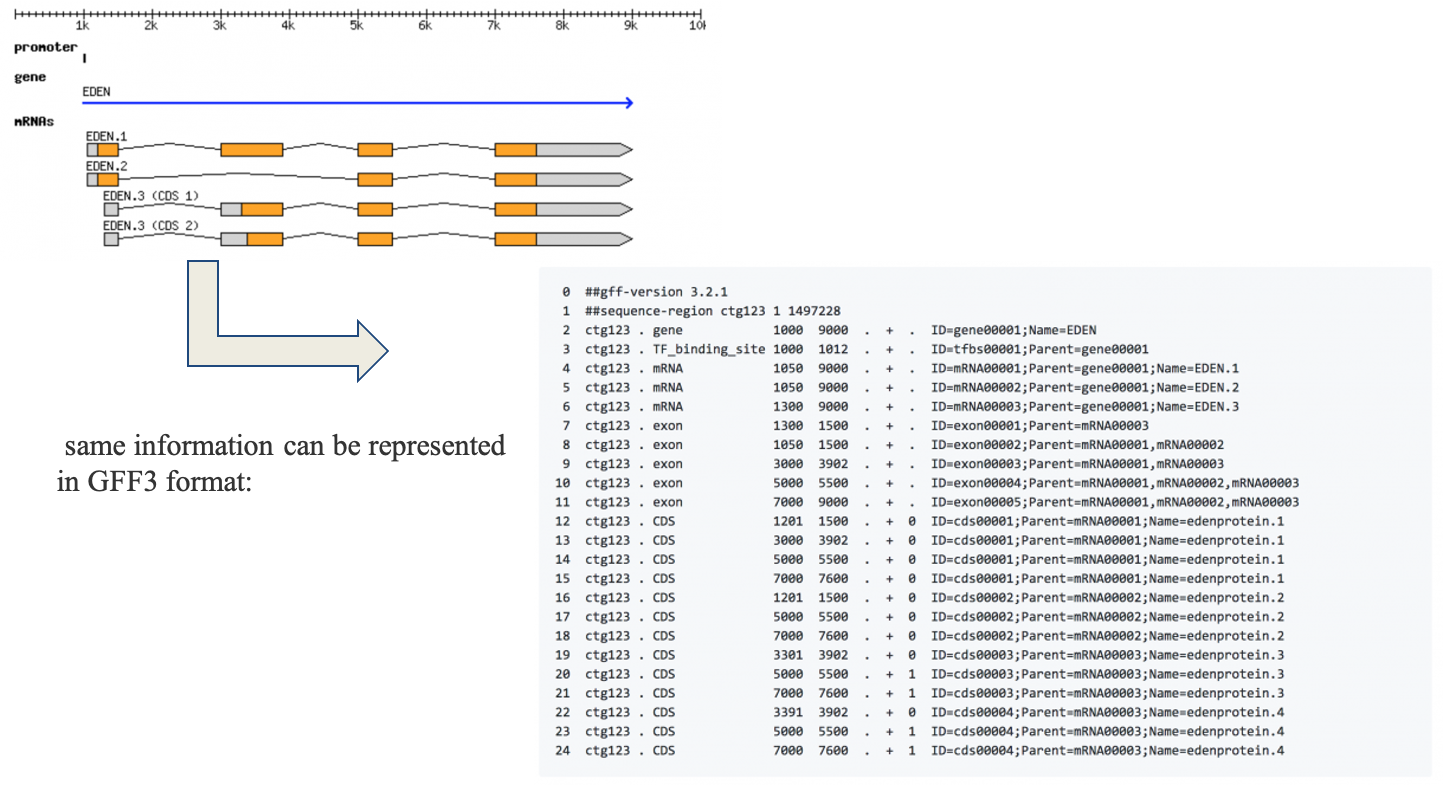 1k 2k 3k 4k 5k 6k 7k 8k 9k 10k
promoter
gene
EDEN
mRNAs
EDEN.1
EDEN.2
EDEN.3 (CDS 1)
EDEN.3 (CDS 2)
same information can be represented
in GFF3 format:
0 ##gff-version 3.2.1
1 ##sequence-region ctg123 1 1497228
2 ctg123 . gene 1000 9000 . + . ID=gene00001;Name=EDEN
3 ctg123 . TF_binding_site 1000 1012 . + . ID=tfbs00001;Parent=gene00001
4 ctg123 . mRNA 1050 9000 . + . ID=mRNA00001;Parent=gene00001;Name=EDEN.1
5 ctg123 . mRNA 1050 9000 . + . ID=mRNA00002;Parent=gene00001;Name=EDEN.2
6 ctg123 . mRNA 1300 9000 . + . ID=mRNA00003;Parent=gene00001;Name=EDEN.3
7 ctg123 . exon 1300 1500 . + . ID=exon00001;Parent=mRNA00003
8 ctg123 . exon 1050 1500 . + . ID=exon00002;Parent=mRNA00001,mRNA00002
9 ctg123 . exon 3000 3902 . + . ID=exon00003;Parent=mRNA00001,mRNA00003
10 ctg123 . exon 5000 5500 . + . ID=exon00004;Parent=mRNA00001,mRNA00002,mRNA00003
11 ctg123 . exon 7000 9000 . + . ID=exon00005;Parent=mRNA00001,mRNA00002,mRNA00003
12 ctg123 . CDS 1201 1500 . + 0 ID=cds00001;Parent=mRNA00001;Name=edenprotein.1
13 ctg123 . CDS 3000 3902 . + 0 ID=cds00001;Parent=mRNA00001;Name=edenprotein.1
14 ctg123 . CDS 5000 5500 . + 0 ID=cds00001;Parent=mRNA00001;Name=edenprotein.1
15 ctg123 . CDS 7000 7600 . + 0 ID=cds00001;Parent=mRNA00001;Name=edenprotein.1
16 ctg123 . CDS 1201 1500 . + 0 ID=cds00002;Parent=mRNA00002;Name=edenprotein.2
17 ctg123 . CDS 5000 5500 . + 0 ID=cds00002;Parent=mRNA00002;Name=edenprotein.2
18 ctg123 . CDS 7000 7600 . + 0 ID=cds00002;Parent=mRNA00002;Name=edenprotein.2
19 ctg123 . CDS 3301 3902 . + 0 ID=cds00003;Parent=mRNA00003;Name=edenprotein.3
20 ctg123 . CDS 5000 5500 . + 1 ID=cds00003;Parent=mRNA00003;Name=edenprotein.3
21 ctg123 . CDS 7000 7600 . + 1 ID=cds00003;Parent=mRNA00003;Name=edenprotein.3
22 ctg123 . CDS 3391 3902 . + 0 ID=cds00004;Parent=mRNA00003;Name=edenprotein.4
23 ctg123 . CDS 5000 5500 . + 1 ID=cds00004;Parent=mRNA00003;Name=edenprotein.4
24 ctg123 . CDS 7000 7600 . + 1 ID=cds00004;Parent=mRNA00003;Name=edenprotein.4